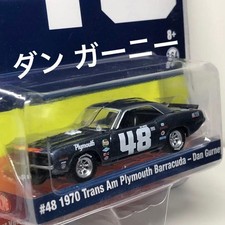 8+
ダン ガーニー
Plymouth
48
#48 1970 Trans Am Plymouth Barracuda – Dan Gurney